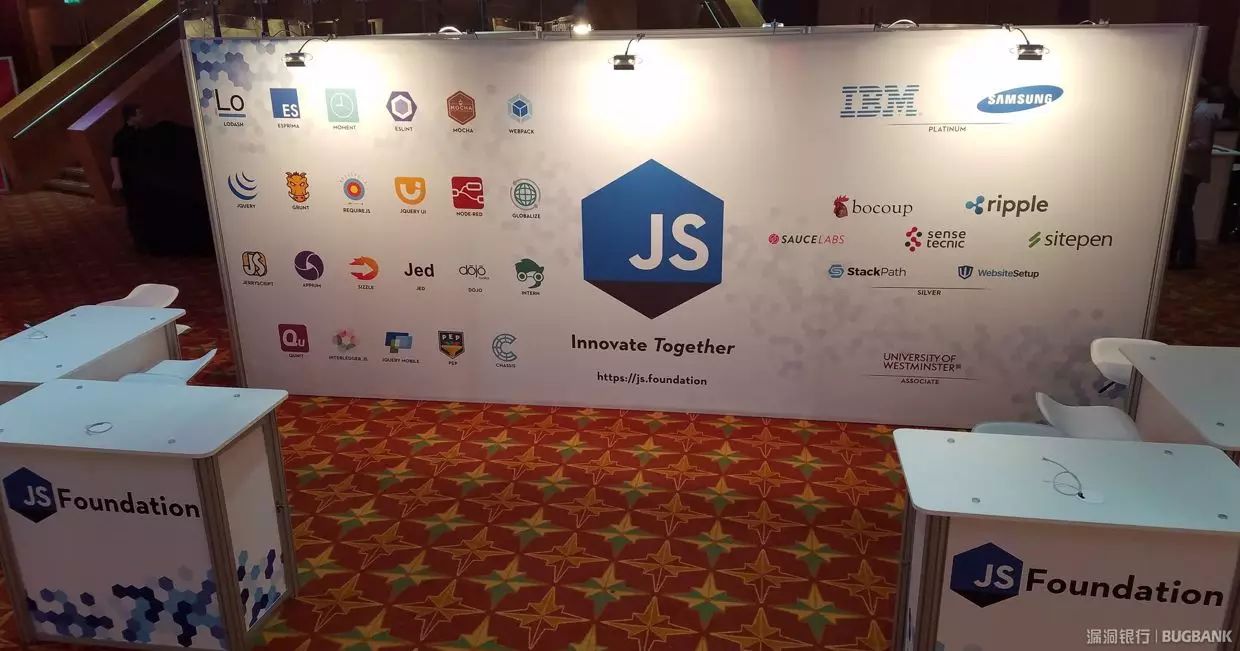 Lo
LODASH
ES
ESPRIMA
MOMENT
ESLINT
MOCHA
MOCHA
WEBPACK
JQUERY
GRUNT
REQUIREJS
JQUERY UI
NODE-RED
GLOBALIZE
JS
JERRYSCRIPT
APPIUM
SIZZLE
Jed
JED
dojo
DOJO
INTERN
Qu
QUNIT
INTERLEDGER.JS
JQUERY MOBILE
PEP
PEP
CHASSIS
JS
Innovate Together
https://js.foundation
IBM
SAMSUNG
PLATINUM
bocoup
ripple
SAUCELABS
sense
tecnic
sitepen
StackPath
WebsiteSetup
SILVER
UNIVERSITY OF
WESTMINSTER
ASSOCIATE
JS Foundation
JS Foundation
漏洞银行 | BUGBANK